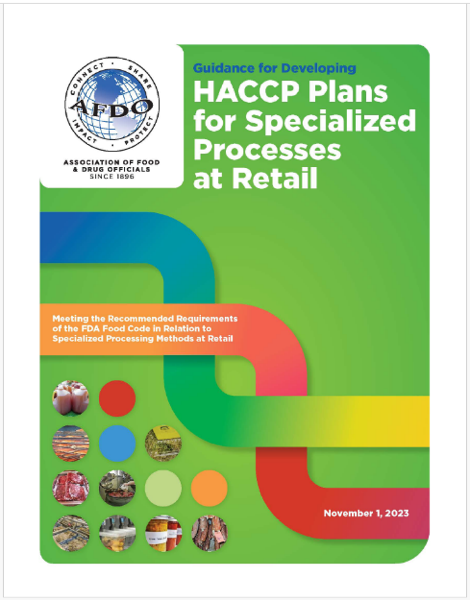 CONNECT • SHARE
AFDO
IMPACT • PROTECT
ASSOCIATION OF FOOD
& DRUG OFFICIALS
SINCE 1896
Guidance for Developing
HACCP Plans
for Specialized
Processes
at Retail
Meeting the Recommended Requirements
of the FDA Food Code in Relation to
Specialized Processing Methods at Retail
November 1, 2023